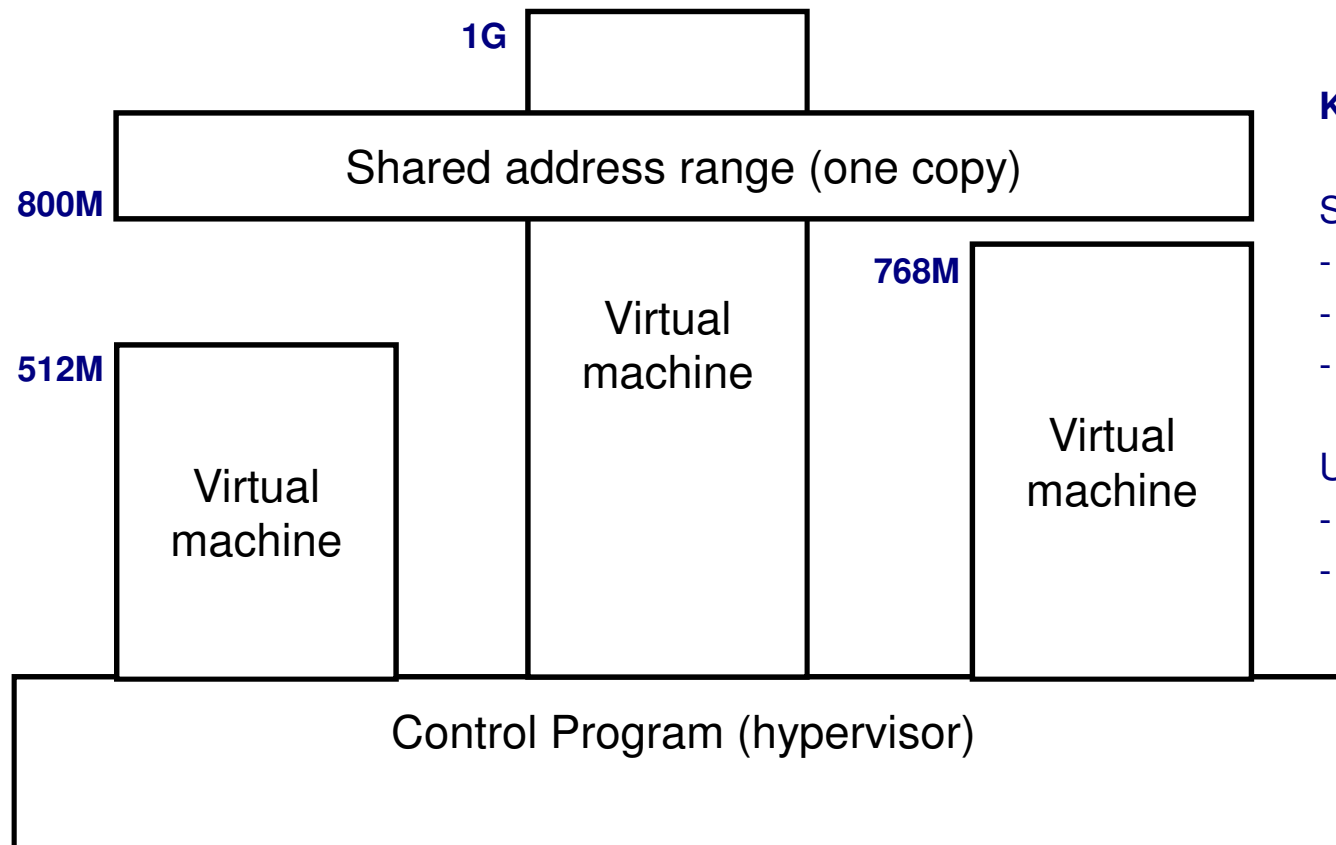 1G
K
Shared address range (one copy)
800M
S
-
768M
-
Virtual
machine
512M
-
Virtual
machine
U
Virtual
machine
-
-
Control Program (hypervisor)